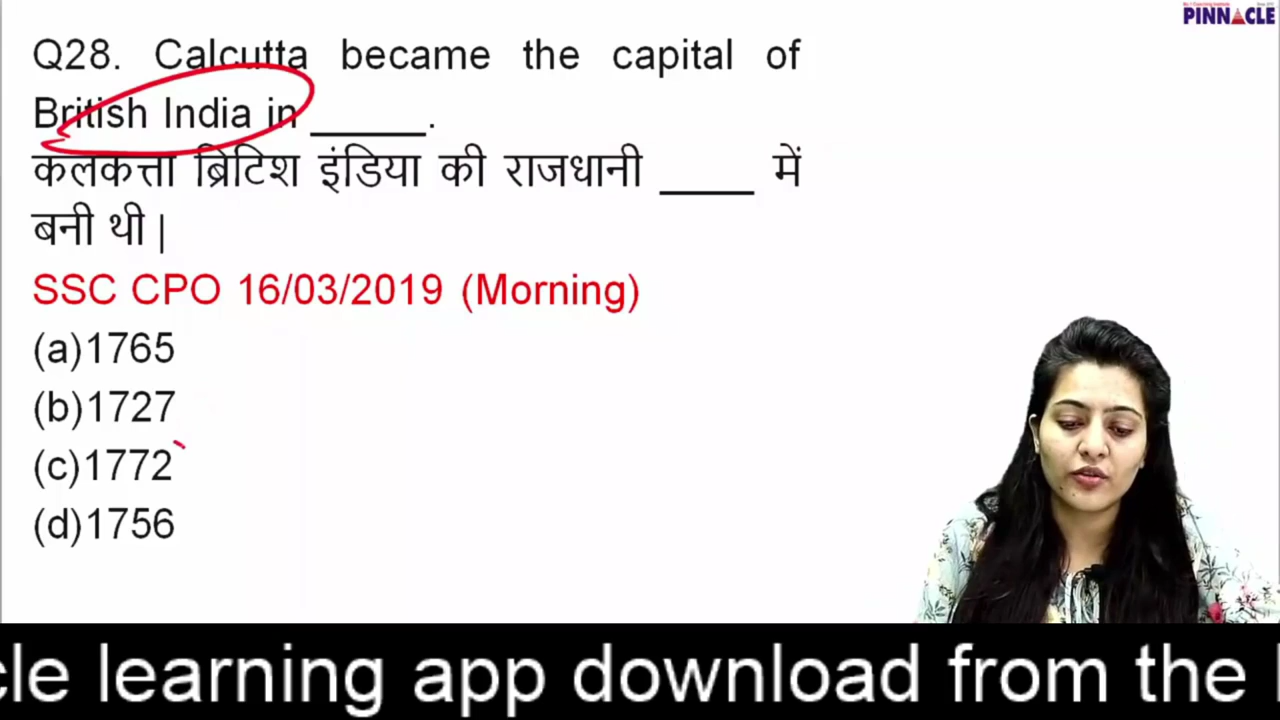 PINNACLE
Q28. Calcutta became the capital of
British India in _____.
कलकत्ता ब्रिटिश इंडिया की राजधानी ____ में
बनी थी |
SSC CPO 16/03/2019 (Morning)
(a)1765
(b)1727
(c)1772
(d)1756
cle learning app download from the